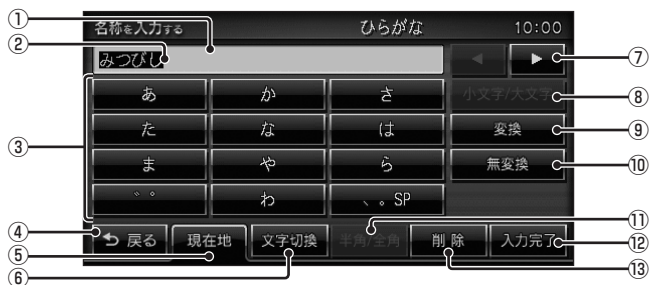 ①
②
③
④
⑤
⑥
名称を入力する ひらがな 10:00
みつびし
◀ ▶
あ か さ 小文字/大文字
た な は 変換
ま や ら 無変換
゛゜ わ 、。SP
戻る 現在地 文字切換 半角/全角 削除 入力完了
⑦
⑧
⑨
⑩
⑪
⑫
⑬